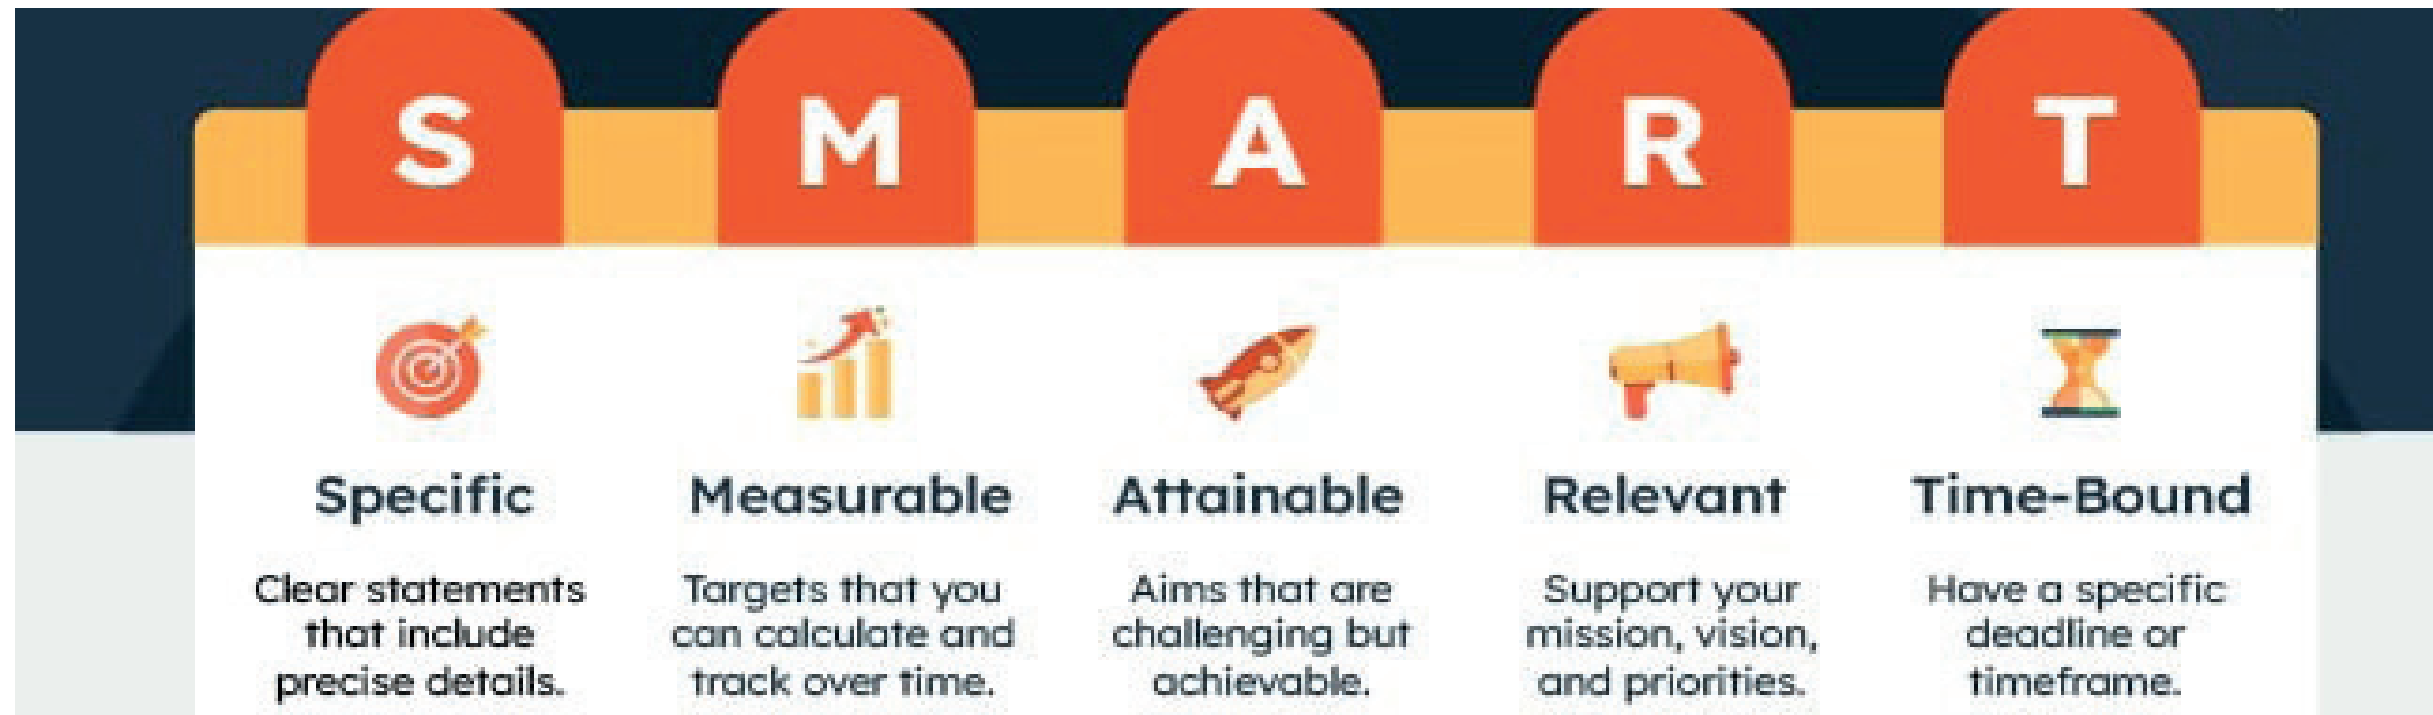 S M A R T
Specific
Clear statements
that include
precise details.
Measurable
Targets that you
can calculate and
track over time.
Attainable
Aims that are
challenging but
achievable.
Relevant
Support your
mission, vision,
and priorities.
Time-Bound
Have a specific
deadline or
timeframe.